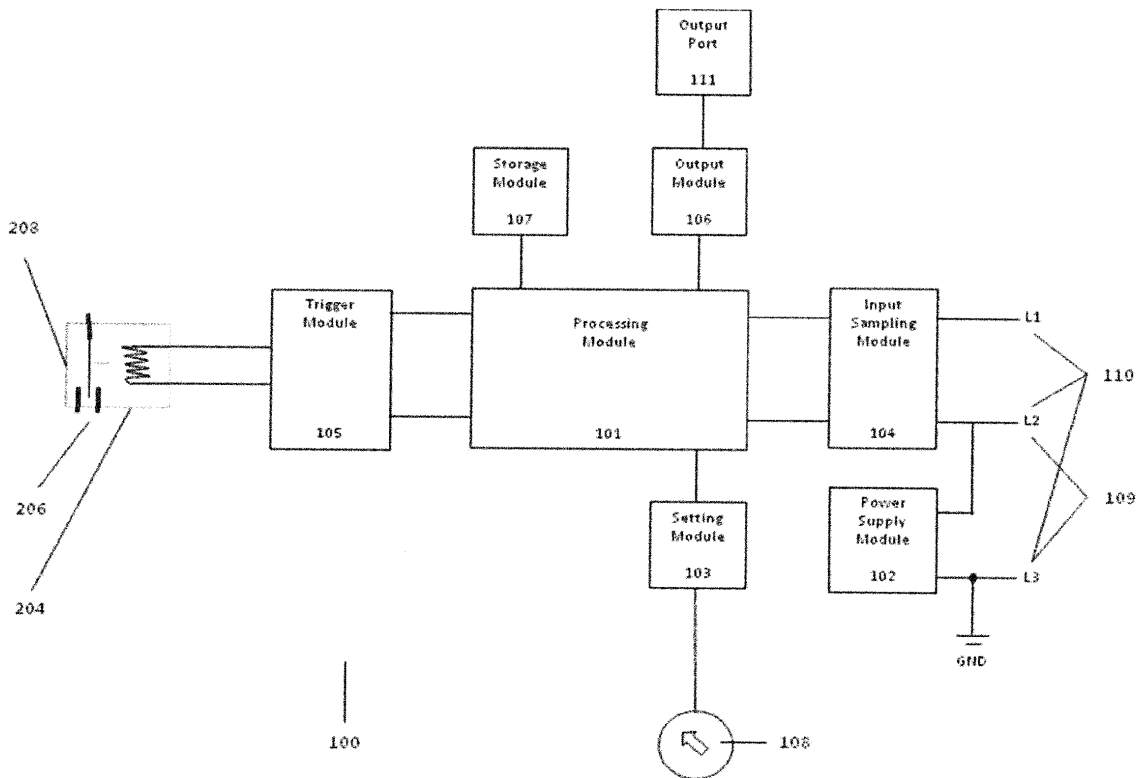 Output
Port
111
Storage
Module
107
Output
Module
106
208
Trigger
Module
105
Processing
Module
101
Input
Sampling
Module
104
L1
110
L2
206
204
Setting
Module
103
Power
Supply
Module
102
109
L3
GND
100
108